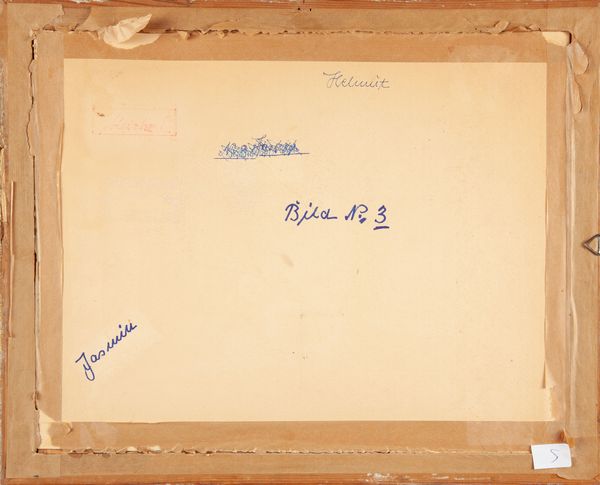 Helmut
Bild No. 3
Jasmin
5